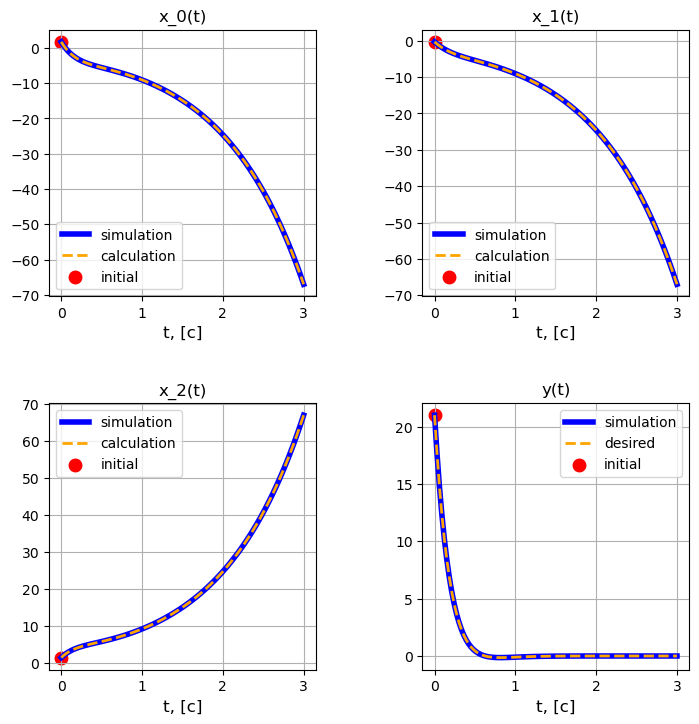 x_0(t)
0
−10
−20
−30
−40
−50
−60
−70
simulation
calculation
initial
0 1 2 3
t, [c]
x_1(t)
0
−10
−20
−30
−40
−50
−60
−70
simulation
calculation
initial
0 1 2 3
t, [c]
x_2(t)
70
60
50
40
30
20
10
0
simulation
calculation
initial
0 1 2 3
t, [c]
y(t)
20
15
10
5
0
simulation
desired
initial
0 1 2 3
t, [c]